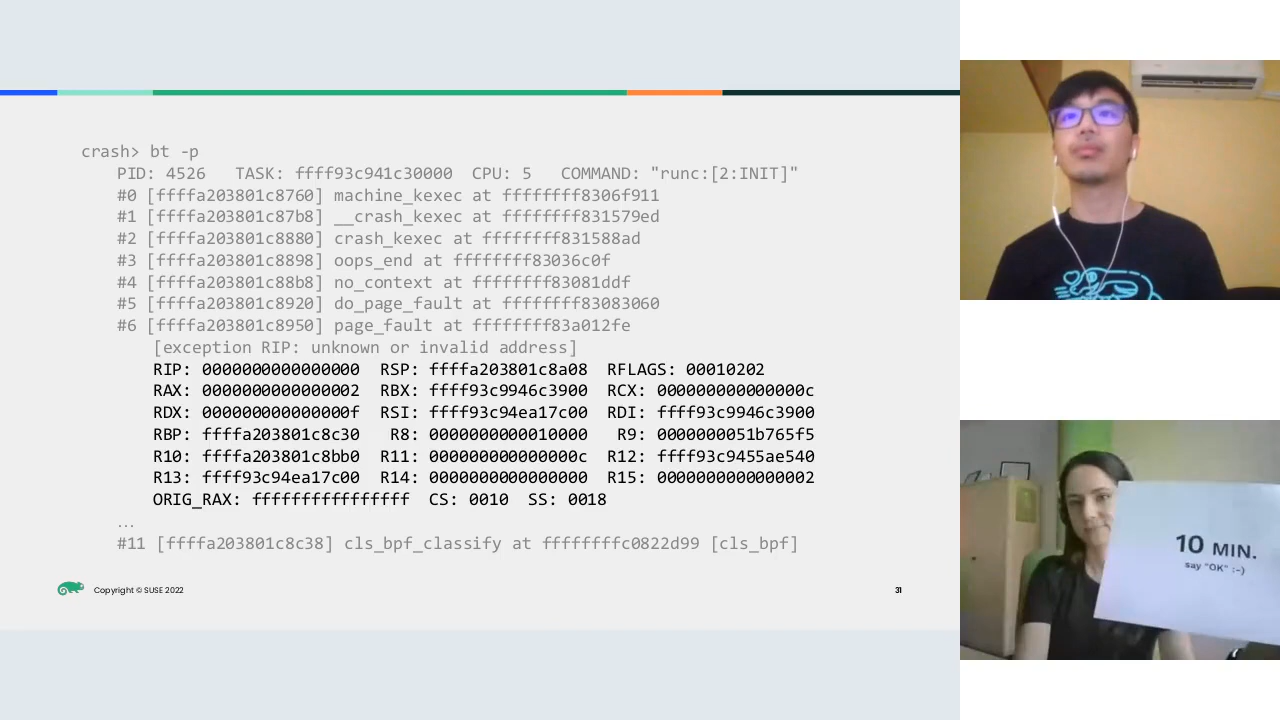 crash> bt -p
PID: 4526 TASK: ffff93c941c30000 CPU: 5 COMMAND: "runc:[2:INIT]"
#0 [ffffa203801c8760] machine_kexec at ffffffff8306f911
#1 [ffffa203801c87b8] __crash_kexec at ffffffff831579ed
#2 [ffffa203801c8880] crash_kexec at ffffffff831588ad
#3 [ffffa203801c8898] oops_end at ffffffff83036c0f
#4 [ffffa203801c88b8] no_context at ffffffff83081ddf
#5 [ffffa203801c8920] do_page_fault at ffffffff83083060
#6 [ffffa203801c8950] page_fault at ffffffff83a012fe
[exception RIP: unknown or invalid address]
RIP: 0000000000000000 RSP: ffffa203801c8a08 RFLAGS: 00010202
RAX: 0000000000000002 RBX: ffff93c9946c3900 RCX: 000000000000000c
RDX: 000000000000000f RSI: ffff93c94ea17c00 RDI: ffff93c9946c3900
RBP: ffffa203801c8c30 R8: 0000000000010000 R9: 0000000051b765f5
R10: ffffa203801c8bb0 R11: 000000000000000c R12: ffff93c9455ae540
R13: ffff93c94ea17c00 R14: 0000000000000000 R15: 0000000000000002
ORIG_RAX: ffffffffffffffff CS: 0010 SS: 0018
...
#11 [ffffa203801c8c38] cls_bpf_classify at ffffffffc0822d99 [cls_bpf]
Copyright © SUSE 2022
31
10 MIN.
say "OK" :-)